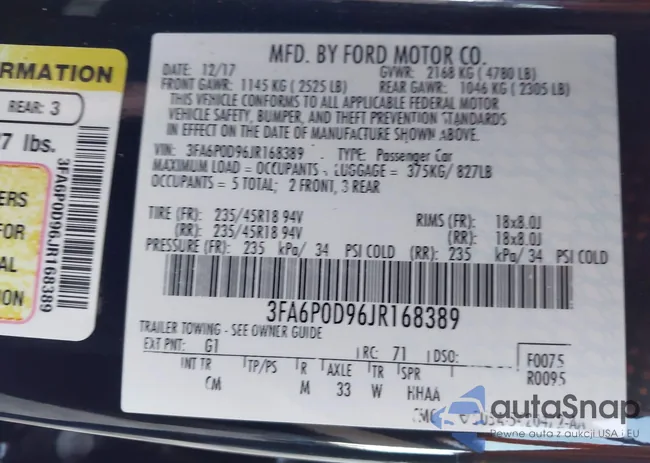 RMATION
REAR: 3
7 lbs.
3FA6P0D96JR168389
ERS
FOR
AL
ION
MFD. BY FORD MOTOR CO.
DATE: 12/17 GVWR: 2168 KG ( 4780 LB)
FRONT GAWR: 1145 KG ( 2525 LB) REAR GAWR: 1046 KG ( 2305 LB)
THIS VEHICLE CONFORMS TO ALL APPLICABLE FEDERAL MOTOR
VEHICLE SAFETY, BUMPER, AND THEFT PREVENTION STANDARDS
IN EFFECT ON THE DATE OF MANUFACTURE SHOWN ABOVE.
VIN: 3FA6P0D96JR168389 TYPE: Passenger Car
MAXIMUM LOAD = OCCUPANTS + LUGGAGE = 375KG/ 827LB
OCCUPANTS = 5 TOTAL; 2 FRONT, 3 REAR
TIRE (FR): 235/45R18 94V RIMS (FR): 18x8.0J
(RR): 235/45R18 94V (RR): 18x8.0J
PRESSURE (FR): 235 kPa/ 34 PSI COLD (RR): 235 kPa/ 34 PSI COLD
3FA6P0D96JR168389
TRAILER TOWING - SEE OWNER GUIDE
EXT PNT: G1 RC: 71 DSO: F0075
R0095
INT TR TP/PS R AXLE TR SPR
CM M 33 W HHAA
autoSnap
Pewne auta z aukcji USA i EU